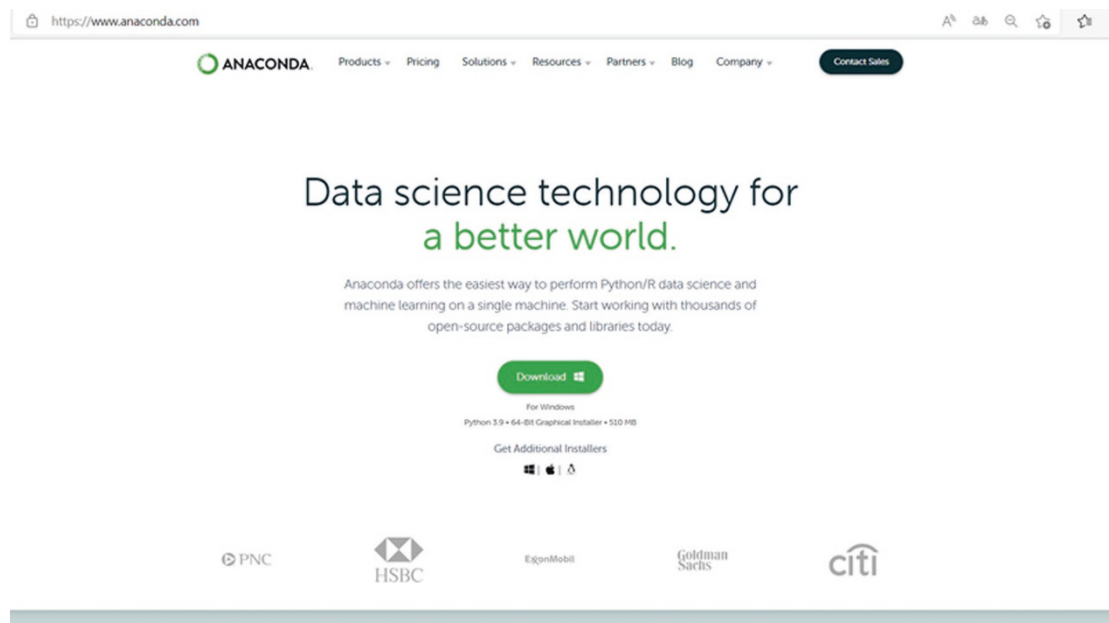 https://www.anaconda.com
ANACONDA.
Products Pricing Solutions Resources Partners Blog Company Contact Sales
Data science technology for
a better world.
Anaconda offers the easiest way to perform Python/R data science and
machine learning on a single machine. Start working with thousands of
open-source packages and libraries today.
Download
For Windows
Python 3.9 • 64-Bit Graphical Installer • 510 MB
Get Additional Installers
PNC
HSBC
ExxonMobil
Goldman
Sachs
citi